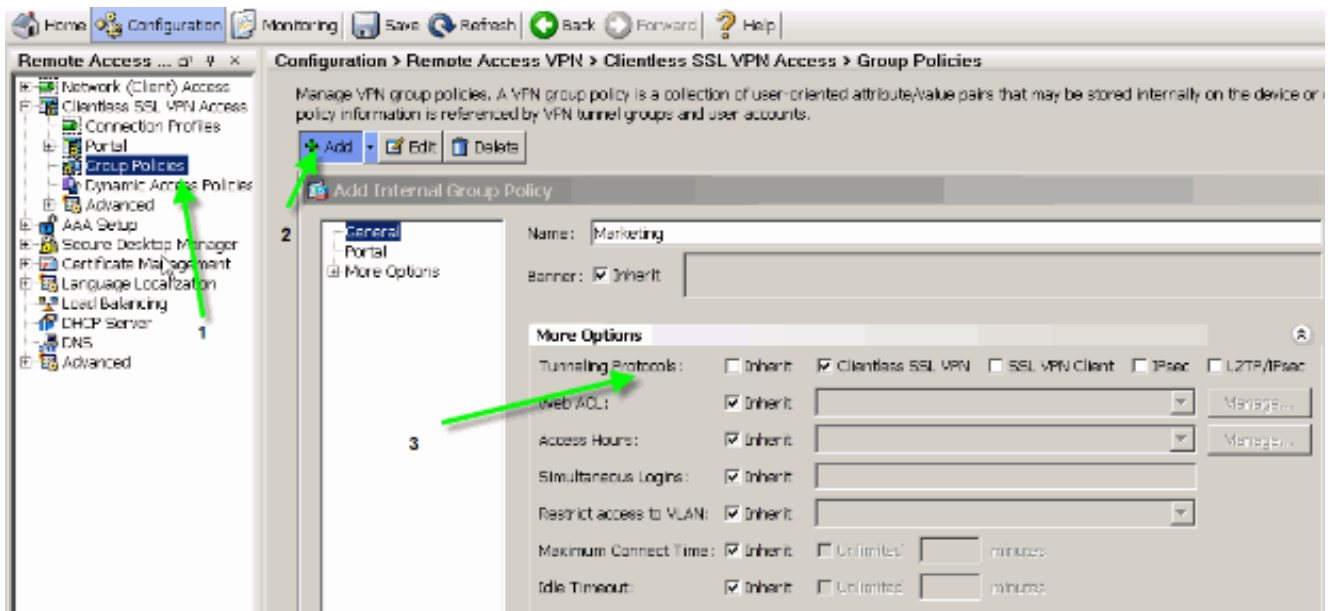 Home Configuration Monitoring Save Refresh Back Forward Help
Remote Access ...
Network (Client) Access
Clientless SSL VPN Access
Connection Profiles
Portal
Group Policies
Dynamic Access Policies
Advanced
AAA Setup
Secure Desktop Manager
Certificate Management
Language Localization
Load Balancing
DHCP Server
DNS
Advanced
1
Configuration > Remote Access VPN > Clientless SSL VPN Access > Group Policies
Manage VPN group policies. A VPN group policy is a collection of user-oriented attribute/value pairs that may be stored internally on the device or
policy information is referenced by VPN tunnel groups and user accounts.
Add Edit Delete
Add Internal Group Policy
2
General
Portal
More Options
3
Name: Marketing
Banner: Inherit
More Options
Tunneling Protocols: Inherit Clientless SSL VPN SSL VPN Client IPsec L2TP/IPsec
Web ACL: Inherit Manage...
Access Hours: Inherit Manage...
Simultaneous Logins: Inherit
Restrict access to VLAN: Inherit
Maximum Connect Time: Inherit Unlimited minutes
Idle Timeout: Inherit Unlimited minutes